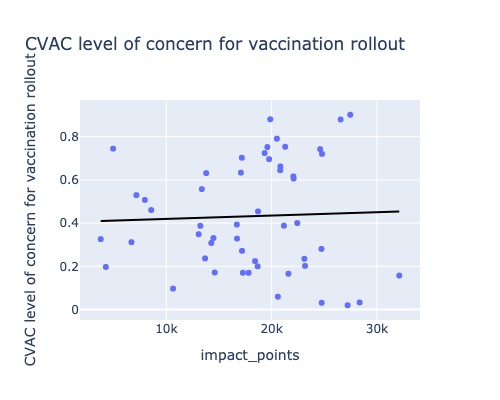 CVAC level of concern for vaccination rollout
CVAC level of concern for vaccination rollout
0.8
0.6
0.4
0.2
0
10k
20k
30k
impact_points